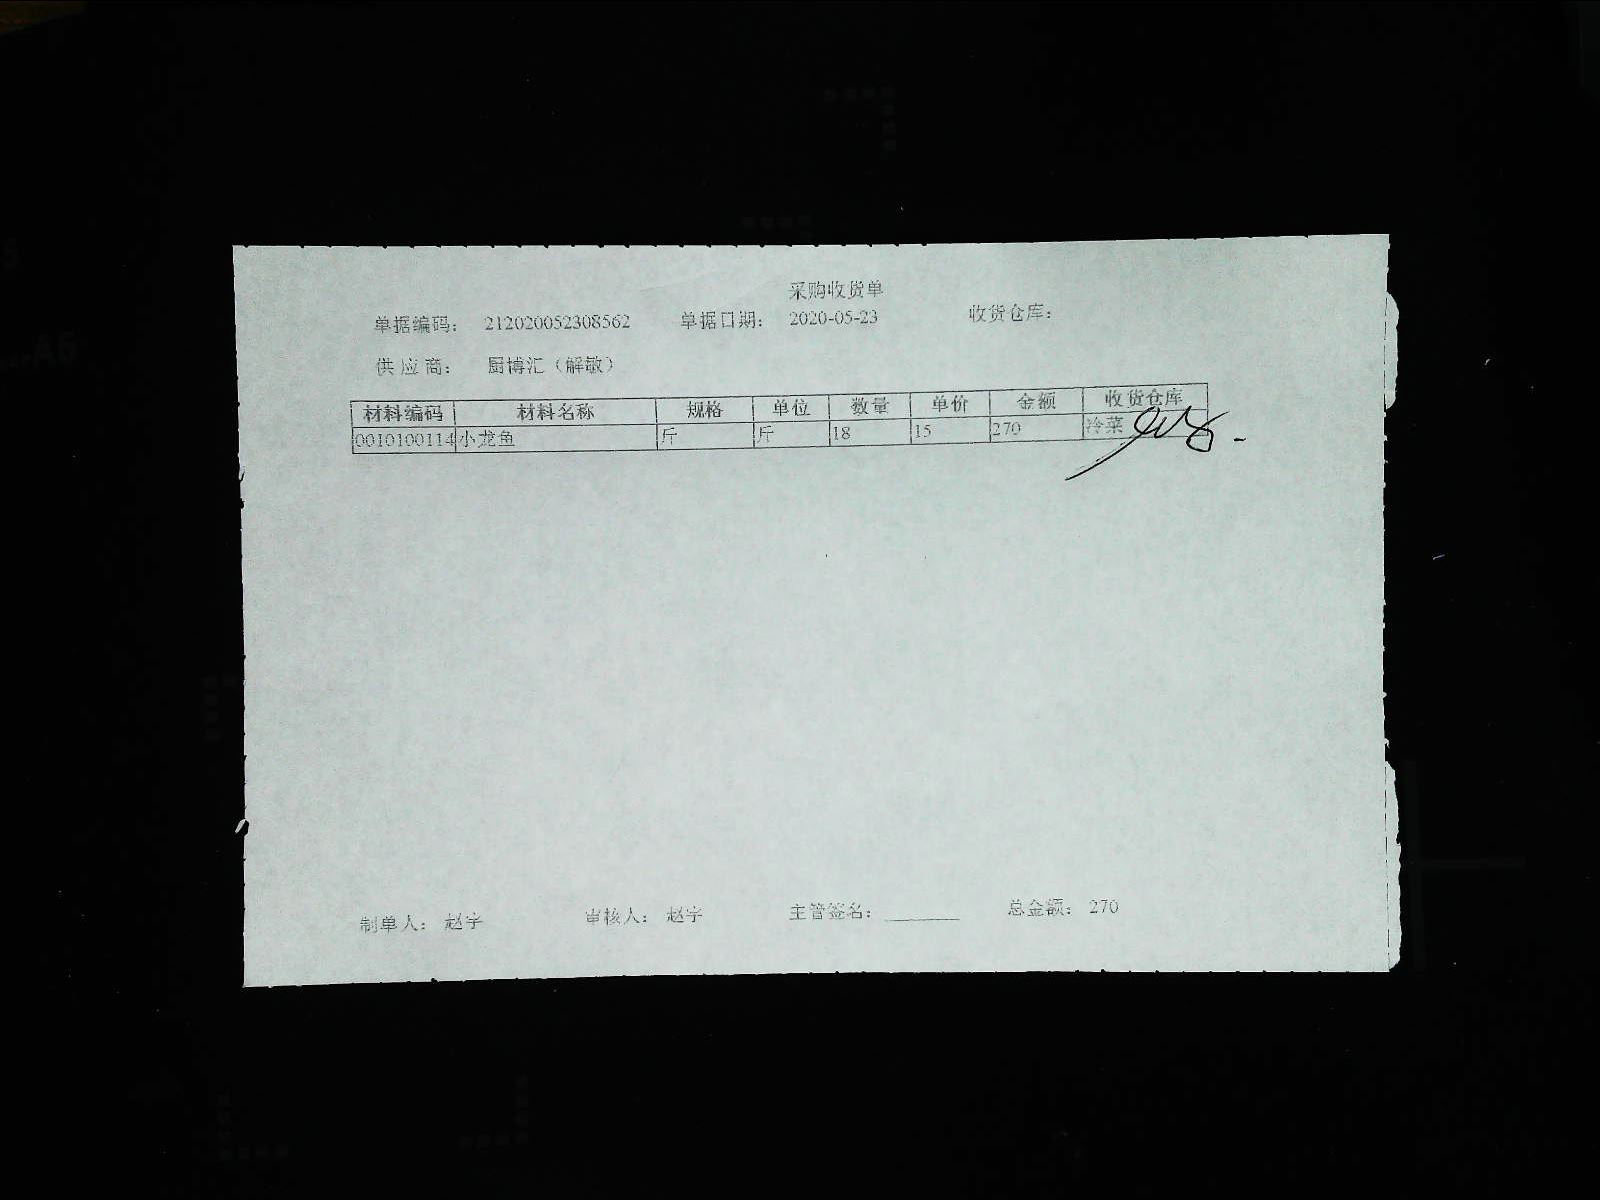 采购收货单
单据编码： 212020052308562 单据日期： 2020-05-23 收货仓库：
供应商： 厨博汇（解敏）
材料编码 材料名称 规格 单位 数量 单价 金额 收货仓库
0010100114 小龙鱼 斤 斤 18 15 270 冷菜
制单人： 赵宇 审核人： 赵宇 主管签名： 总金额： 270